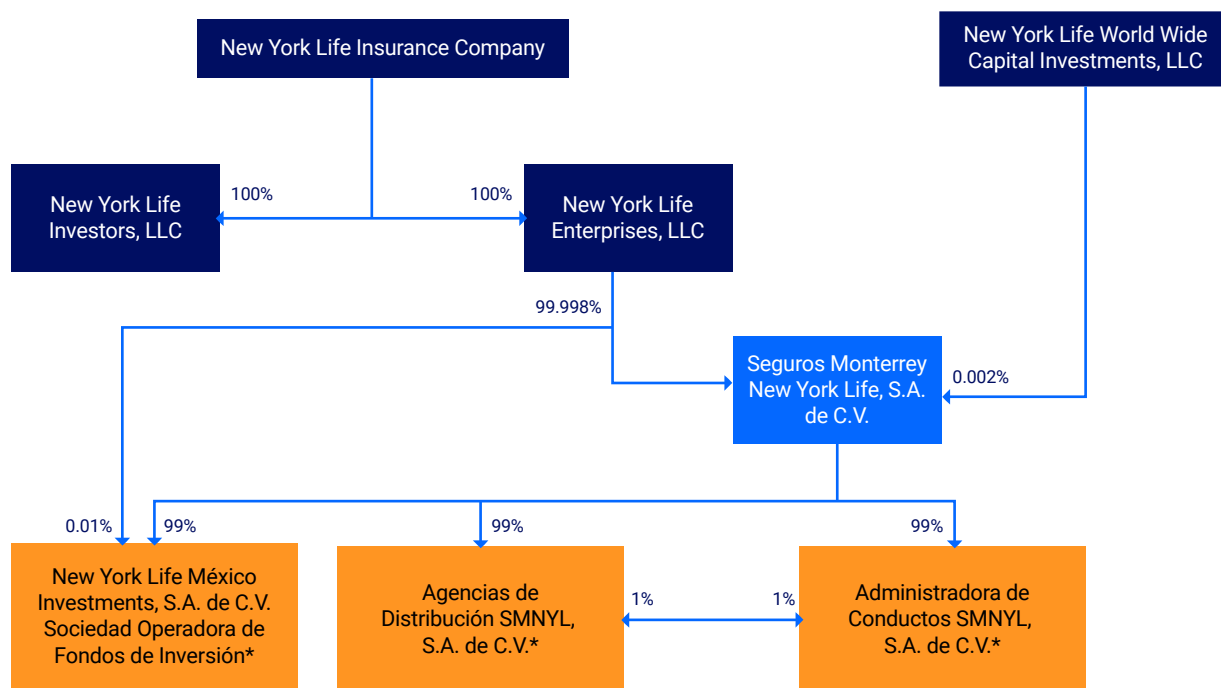 New York Life Insurance Company
New York Life World Wide
Capital Investments, LLC
New York Life
Investors, LLC
100%
100%
New York Life
Enterprises, LLC
99.998%
Seguros Monterrey
New York Life, S.A.
de C.V.
0.002%
0.01%
99%
99%
99%
New York Life México
Investments, S.A. de C.V.
Sociedad Operadora de
Fondos de Inversión*
Agencias de
Distribución SMNYL,
S.A. de C.V.*
1%
1%
Administradora de
Conductos SMNYL,
S.A. de C.V.*